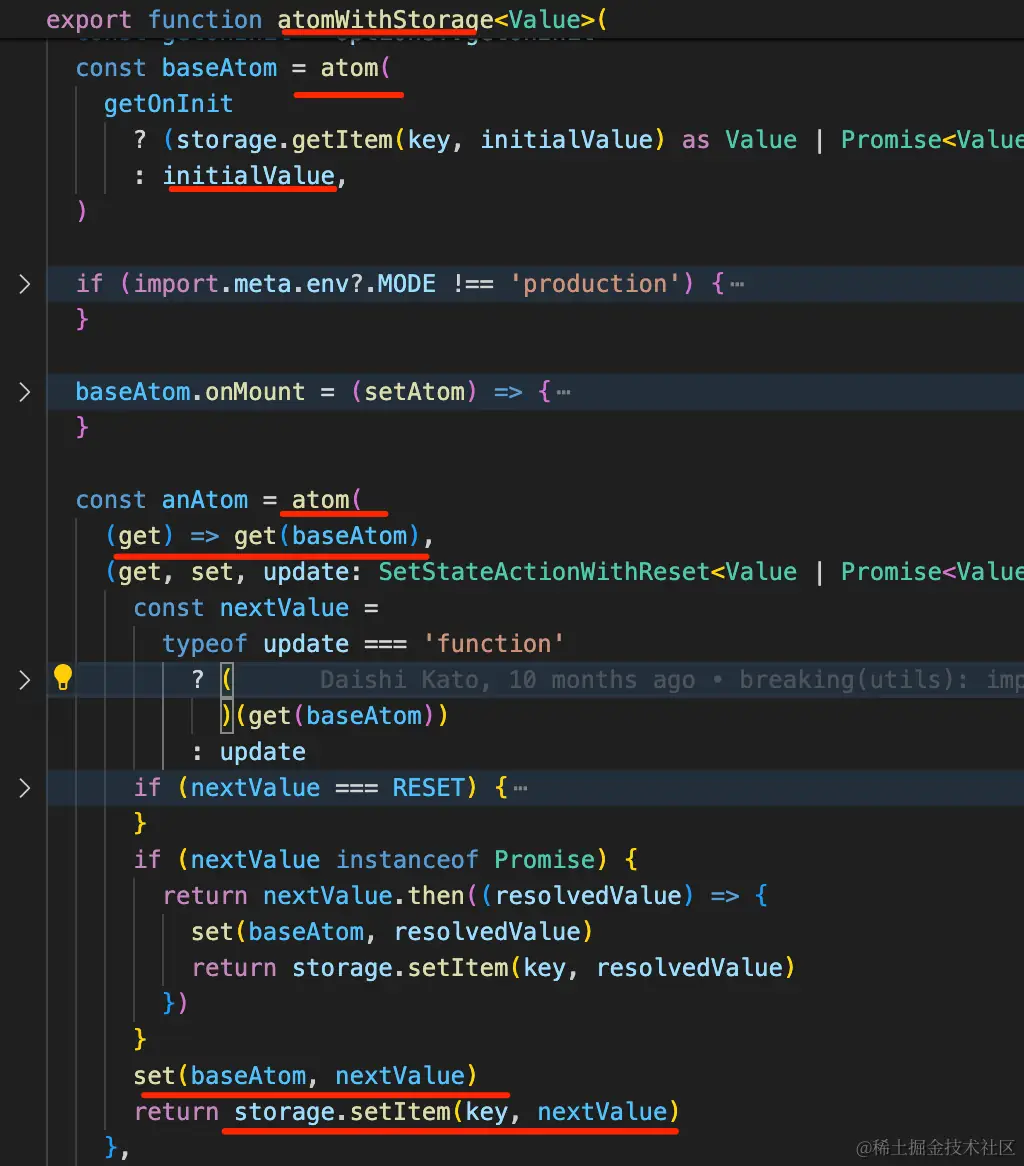 export function atomWithStorage<Value>(
const baseAtom = atom(
getOnInit
? (storage.getItem(key, initialValue) as Value | Promise<Value
: initialValue,
)
if (import.meta.env?.MODE !== 'production') {⋯
}
baseAtom.onMount = (setAtom) => {⋯
}
const anAtom = atom(
(get) => get(baseAtom),
(get, set, update: SetStateActionWithReset<Value | Promise<Value
const nextValue =
typeof update === 'function'
? ( Daishi Kato, 10 months ago • breaking(utils): imp
)(get(baseAtom))
: update
if (nextValue === RESET) {⋯
}
if (nextValue instanceof Promise) {
return nextValue.then((resolvedValue) => {
set(baseAtom, resolvedValue)
return storage.setItem(key, resolvedValue)
})
}
set(baseAtom, nextValue)
return storage.setItem(key, nextValue)
},
@稀土掘金技术社区